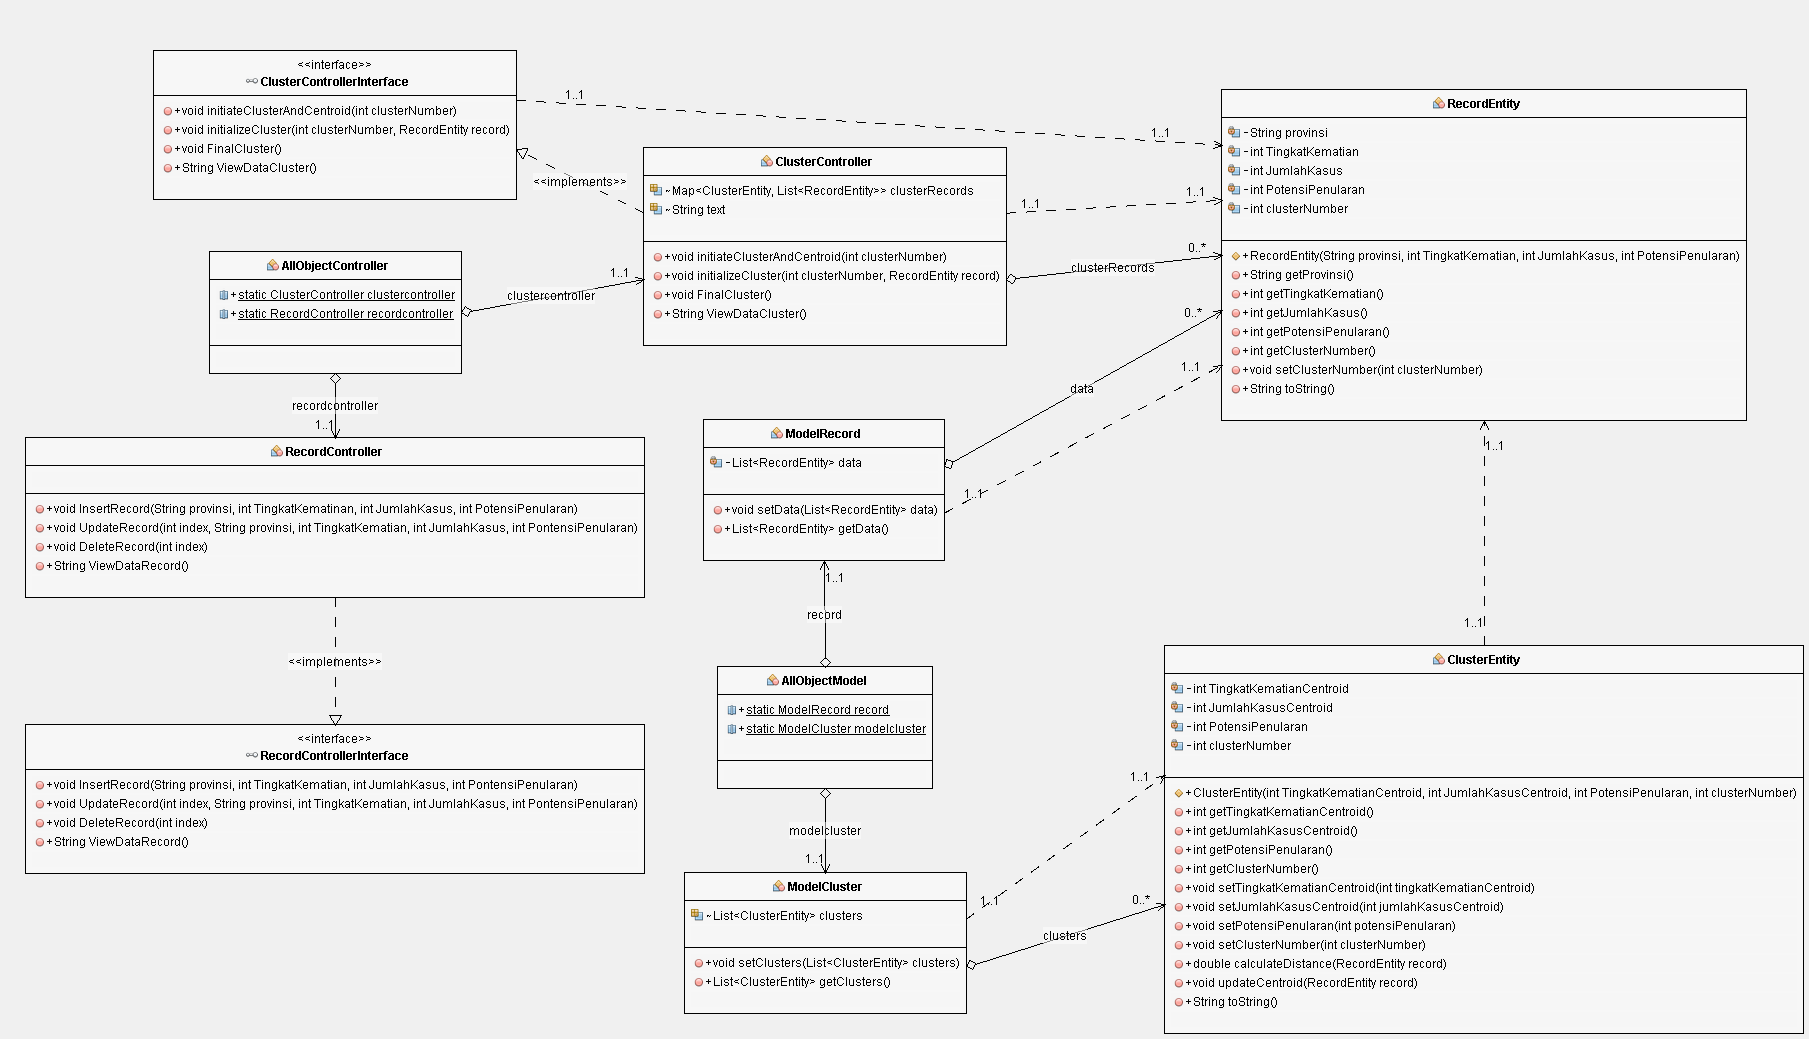 <<interface>>
ClusterControllerInterface
+void initiateClusterAndCentroid(int clusterNumber)
+void initializeCluster(int clusterNumber, RecordEntity record)
+void FinalCluster()
+String ViewDataCluster()
1..1
1..1
<<implements>>
ClusterController
~Map<ClusterEntity, List<RecordEntity>> clusterRecords
~String text
+void initiateClusterAndCentroid(int clusterNumber)
+void initializeCluster(int clusterNumber, RecordEntity record)
+void FinalCluster()
+String ViewDataCluster()
1..1
1..1
0..*
clusterRecords
RecordEntity
-String provinsi
-int TingkatKematian
-int JumlahKasus
-int PotensiPenularan
-int clusterNumber
+RecordEntity(String provinsi, int TingkatKematian, int JumlahKasus, int PotensiPenularan)
+String getProvinsi()
+int getTingkatKematian()
+int getJumlahKasus()
+int getPotensiPenularan()
+int getClusterNumber()
+void setClusterNumber(int clusterNumber)
+String toString()
AllObjectController
+static ClusterController clustercontroller
+static RecordController recordcontroller
1..1
clustercontroller
recordcontroller
1..1
RecordController
+void InsertRecord(String provinsi, int TingkatKematinan, int JumlahKasus, int PotensiPenularan)
+void UpdateRecord(int index, String provinsi, int TingkatKematian, int JumlahKasus, int PontensiPenularan)
+void DeleteRecord(int index)
+String ViewDataRecord()
<<implements>>
<<interface>>
RecordControllerInterface
+void InsertRecord(String provinsi, int TingkatKematian, int JumlahKasus, int PontensiPenularan)
+void UpdateRecord(int index, String provinsi, int TingkatKematian, int JumlahKasus, int PontensiPenularan)
+void DeleteRecord(int index)
+String ViewDataRecord()
0..*
data
1..1
1..1
ModelRecord
-List<RecordEntity> data
+void setData(List<RecordEntity> data)
+List<RecordEntity> getData()
1..1
record
AllObjectModel
+static ModelRecord record
+static ModelCluster modelcluster
modelcluster
1..1
ModelCluster
~List<ClusterEntity> clusters
+void setClusters(List<ClusterEntity> clusters)
+List<ClusterEntity> getClusters()
1..1
1..1
0..*
clusters
1..1
1..1
ClusterEntity
-int TingkatKematianCentroid
-int JumlahKasusCentroid
-int PotensiPenularan
-int clusterNumber
+ClusterEntity(int TingkatKematianCentroid, int JumlahKasusCentroid, int PotensiPenularan, int clusterNumber)
+int getTingkatKematianCentroid()
+int getJumlahKasusCentroid()
+int getPotensiPenularan()
+int getClusterNumber()
+void setTingkatKematianCentroid(int tingkatKematianCentroid)
+void setJumlahKasusCentroid(int jumlahKasusCentroid)
+void setPotensiPenularan(int potensiPenularan)
+void setClusterNumber(int clusterNumber)
+double calculateDistance(RecordEntity record)
+void updateCentroid(RecordEntity record)
+String toString()